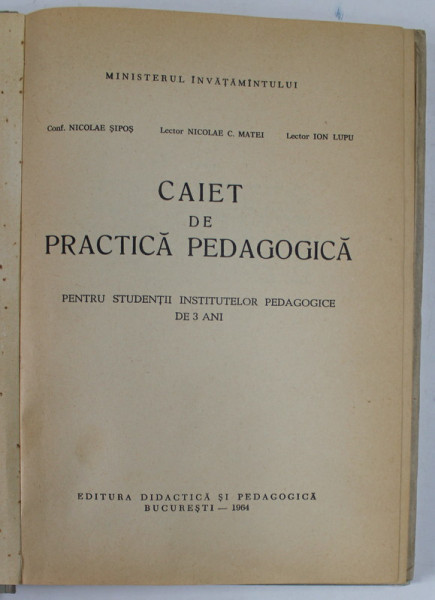 MINISTERUL ÎNVĂȚĂMÎNTULUI
Conf. NICOLAE ȘIPOȘ Lector NICOLAE C. MATEI Lector ION LUPU
CAIET
DE
PRACTICĂ PEDAGOGICĂ
PENTRU STUDENȚII INSTITUTELOR PEDAGOGICE
DE 3 ANI
EDITURA DIDACTICĂ ȘI PEDAGOGICĂ
BUCUREȘTI — 1964